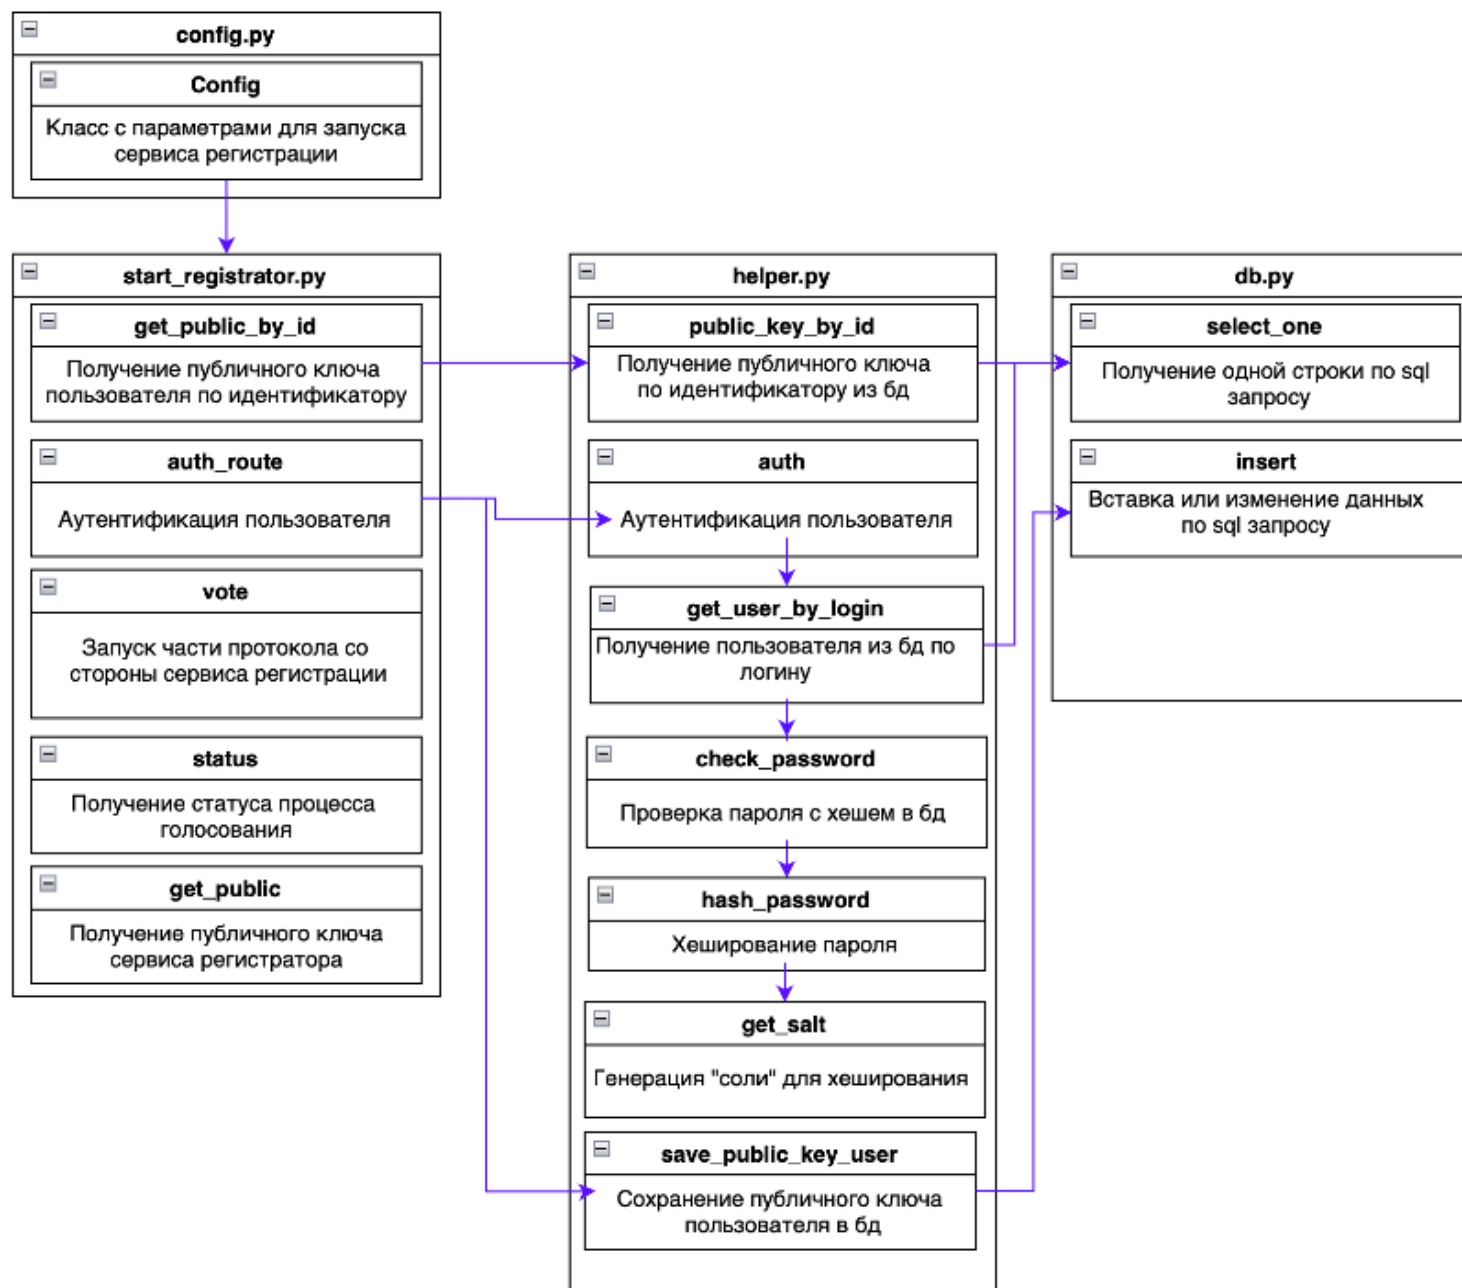 config.py
Config
Класс с параметрами для запуска
сервиса регистрации
start_registrator.py
get_public_by_id
Получение публичного ключа
пользователя по идентификатору
auth_route
Аутентификация пользователя
vote
Запуск части протокола со
стороны сервиса регистрации
status
Получение статуса процесса
голосования
get_public
Получение публичного ключа
сервиса регистратора
helper.py
public_key_by_id
Получение публичного ключа
по идентификатору из бд
auth
Аутентификация пользователя
get_user_by_login
Получение пользователя из бд по
логину
check_password
Проверка пароля с хешем в бд
hash_password
Хеширование пароля
get_salt
Генерация "соли" для хеширования
save_public_key_user
Сохранение публичного ключа
пользователя в бд
db.py
select_one
Получение одной строки по sql
запросу
insert
Вставка или изменение данных
по sql запросу